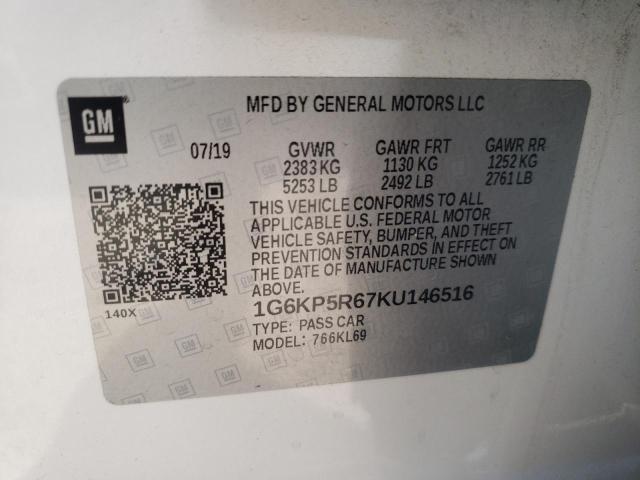 GM
MFD BY GENERAL MOTORS LLC
07/19
GVWR
2383 KG
5253 LB
GAWR FRT
1130 KG
2492 LB
GAWR RR
1252 KG
2761 LB
THIS VEHICLE CONFORMS TO ALL
APPLICABLE U.S. FEDERAL MOTOR
VEHICLE SAFETY, BUMPER, AND THEFT
PREVENTION STANDARDS IN EFFECT ON
THE DATE OF MANUFACTURE SHOWN
ABOVE.
140X
1G6KP5R67KU146516
TYPE: PASS CAR
MODEL: 766KL69